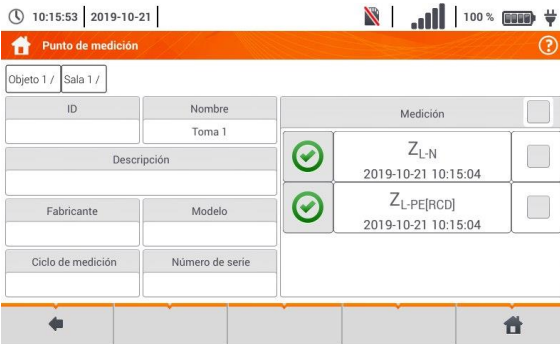 10:15:53 2019-10-21 100 %
Punto de medición ?
Objeto 1 / Sala 1 /
ID Nombre Medición
Toma 1
Descripción
Fabricante Modelo
Ciclo de medición Número de serie
ZL-N
2019-10-21 10:15:04
ZL-PE[RCD]
2019-10-21 10:15:04